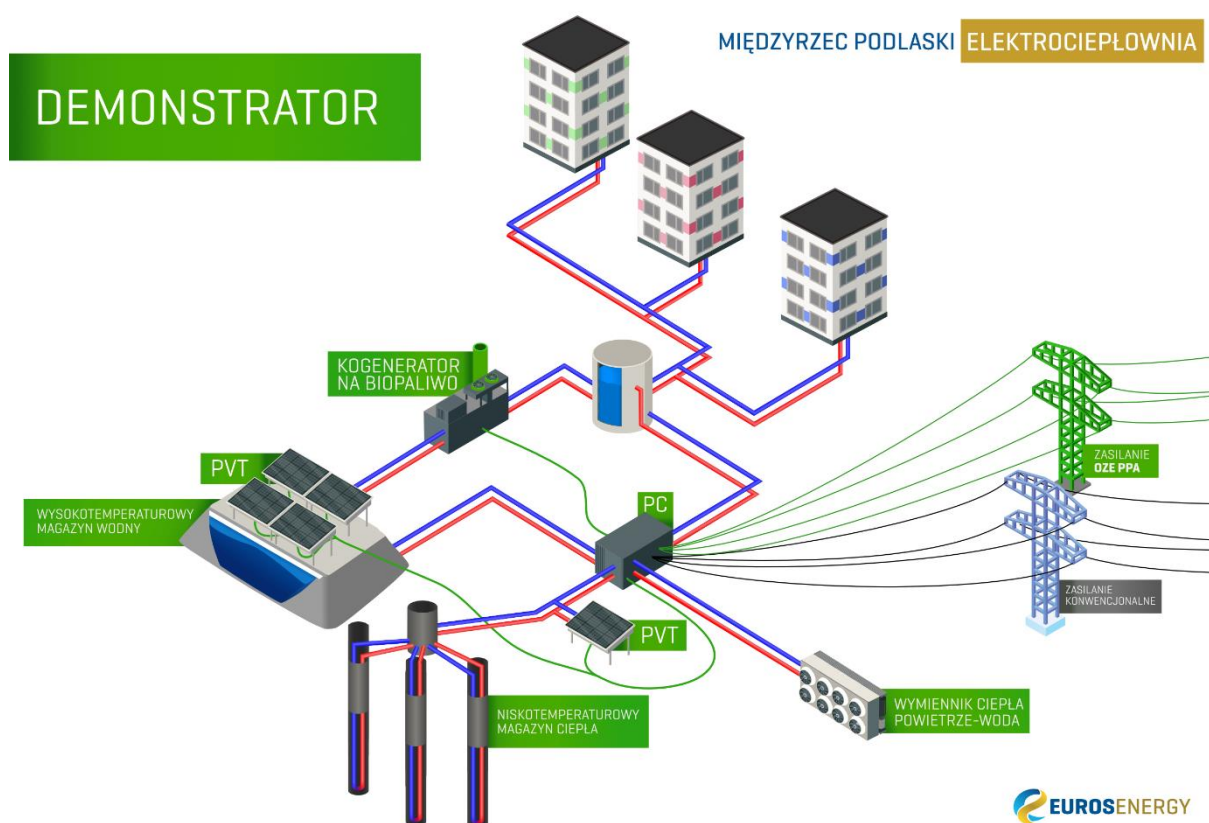 MIĘDZYRZEC PODLASKI ELEKTROCIEPŁOWNIA
DEMONSTRATOR
KOGENERATOR
NA BIOPALIWO
PVT
WYSOKOTEMPERATUROWY
MAGAZYN WODNY
PC
ZASILANIE
OZE PPA
ZASILANIE
KONWENCJONALNE
PVT
NISKOTEMPERATUROWY
MAGAZYN CIEPŁA
WYMIENNIK CIEPŁA
POWIETRZE-WODA
EUROSENERGY